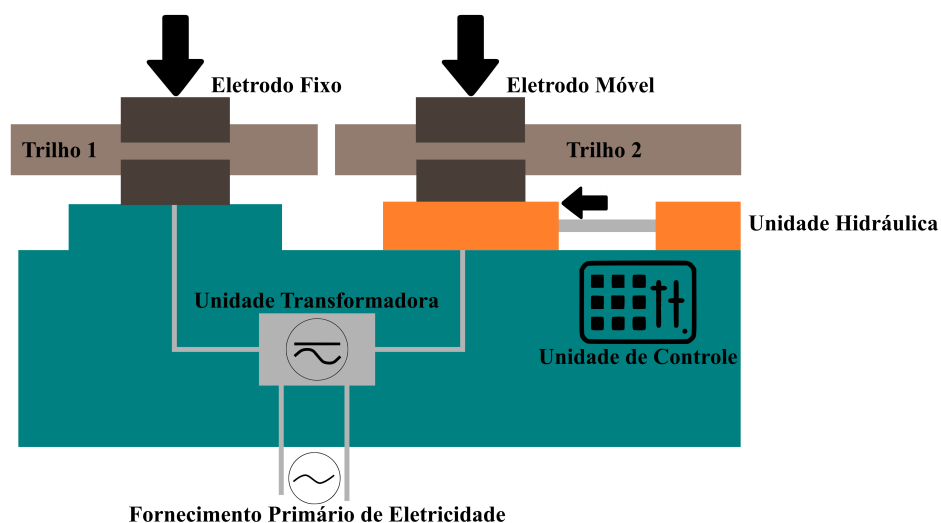 Eletrodo Fixo
Eletrodo Móvel
Trilho 1
Trilho 2
Unidade Hidráulica
Unidade Transformadora
Unidade de Controle
Fornecimento Primário de Eletricidade